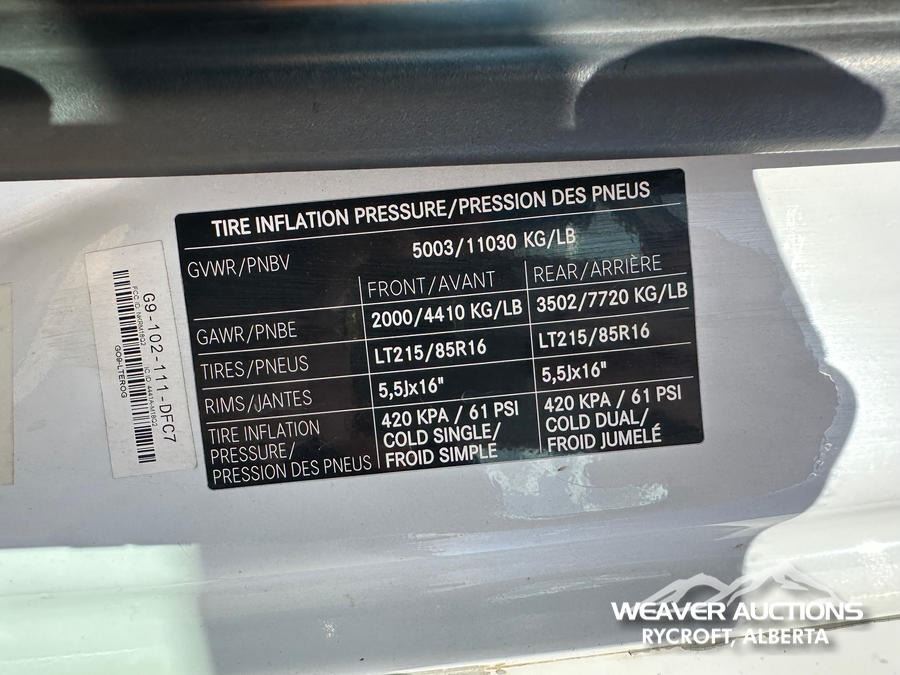 TIRE INFLATION PRESSURE/PRESSION DES PNEUS
GVWR/PNBV 5003/11030 KG/LB
FRONT/AVANT REAR/ARRIÈRE
GAWR/PNBE 2000/4410 KG/LB 3502/7720 KG/LB
TIRES/PNEUS LT215/85R16 LT215/85R16
RIMS/JANTES 5,5Jx16" 5,5Jx16"
TIRE INFLATION PRESSURE/ PRESSION DES PNEUS
420 KPA / 61 PSI
COLD SINGLE/
FROID SIMPLE
420 KPA / 61 PSI
COLD DUAL/
FROID JUMELÉ
G9-102-111-DFC7
GO9-LTEROG
WEAVER AUCTIONS
RYCROFT, ALBERTA